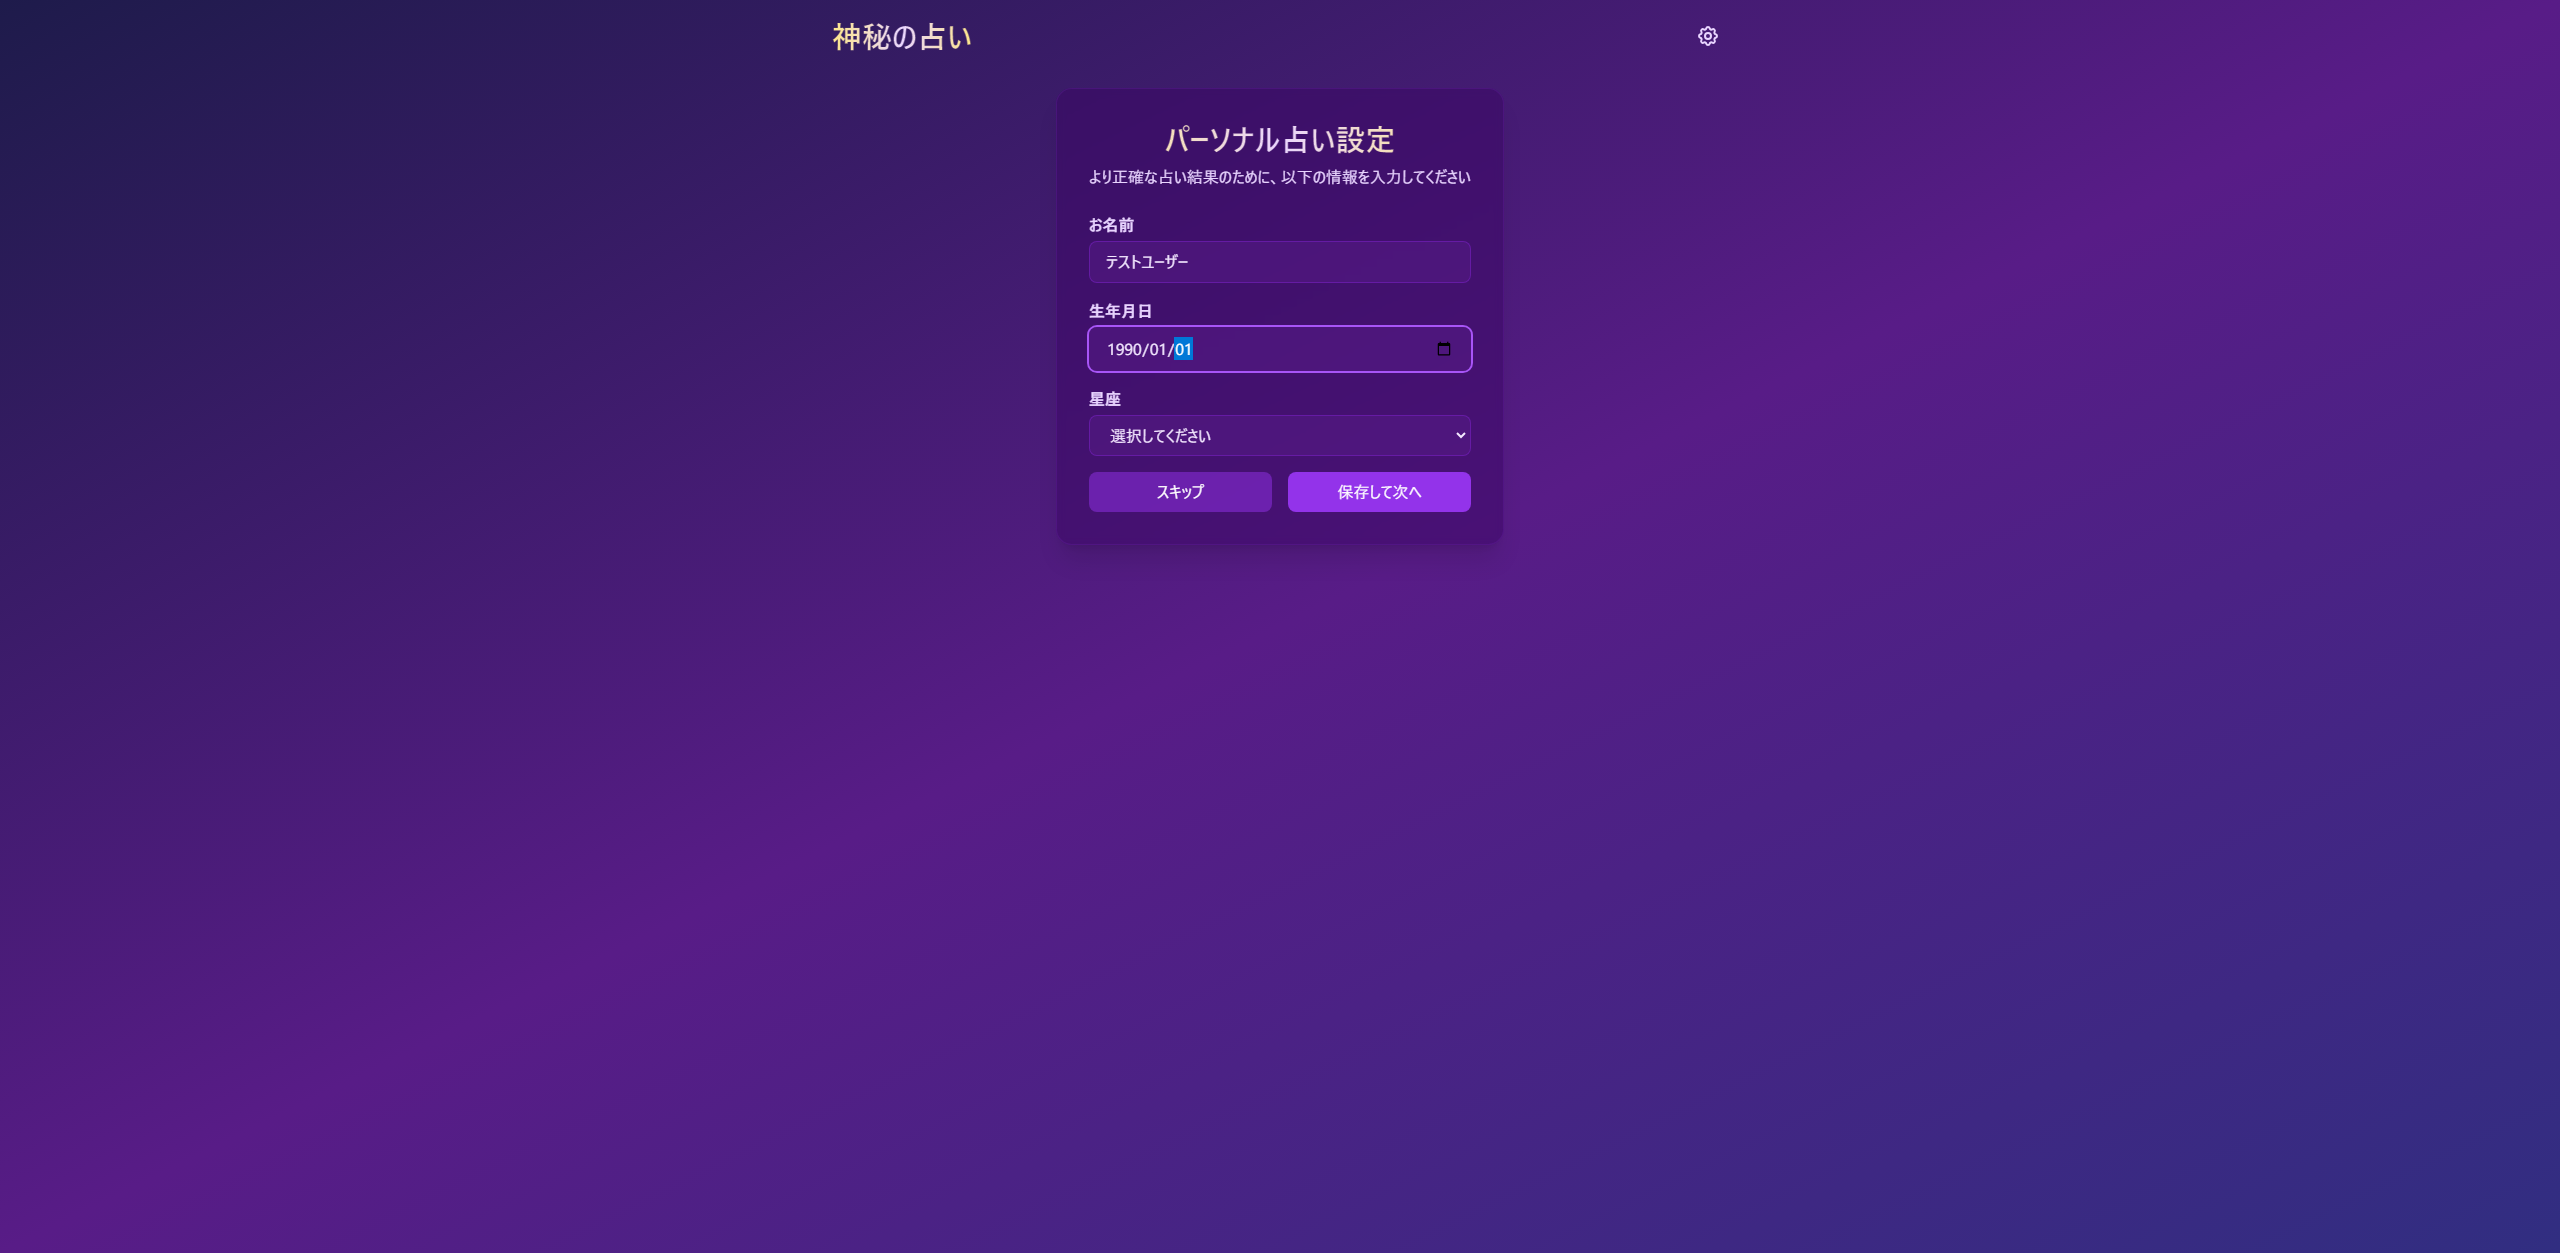 神秘の占い
パーソナル占い設定
より正確な占い結果のために、以下の情報を入力してください
お名前
テストユーザー
生年月日
1990/01/01
星座
選択してください
スキップ
保存して次へ